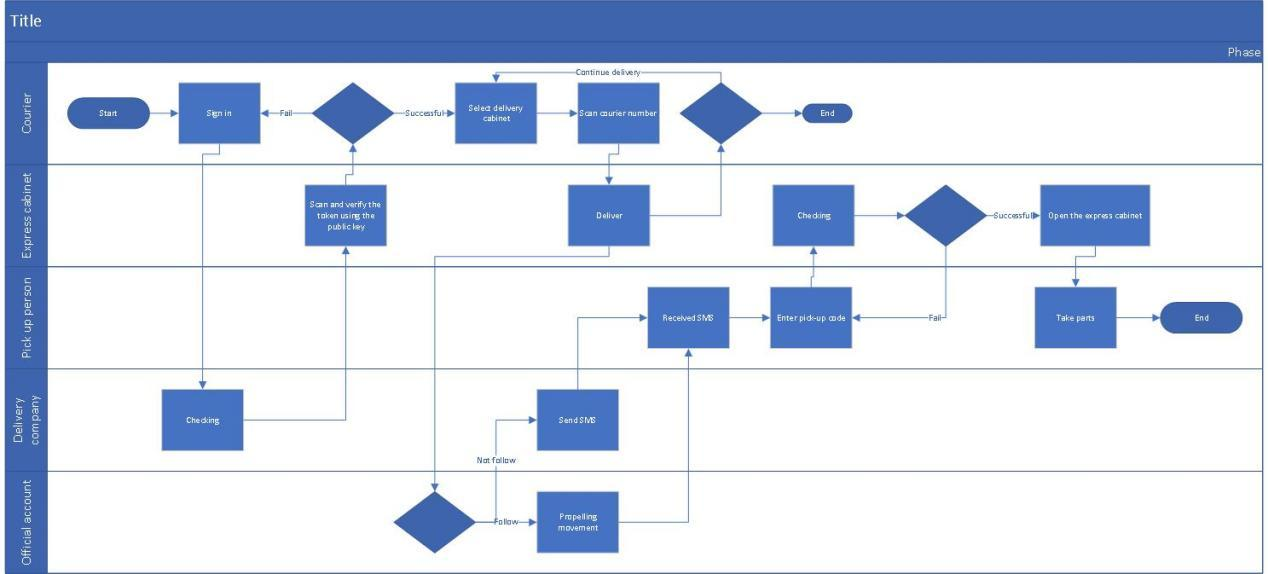 Title
Phase
Courier
Start
Sign in
Fail
Successful
Select delivery
cabinet
Continue delivery
Scan courier number
End
Express cabinet
Scan and verify the
token using the
public key
Deliver
Checking
Successful
Open the express cabinet
Pick up person
Received SMS
Enter pick-up code
Fail
Take parts
End
Delivery
company
Checking
Send SMS
Not follow
Official account
Follow
Propelling
movement